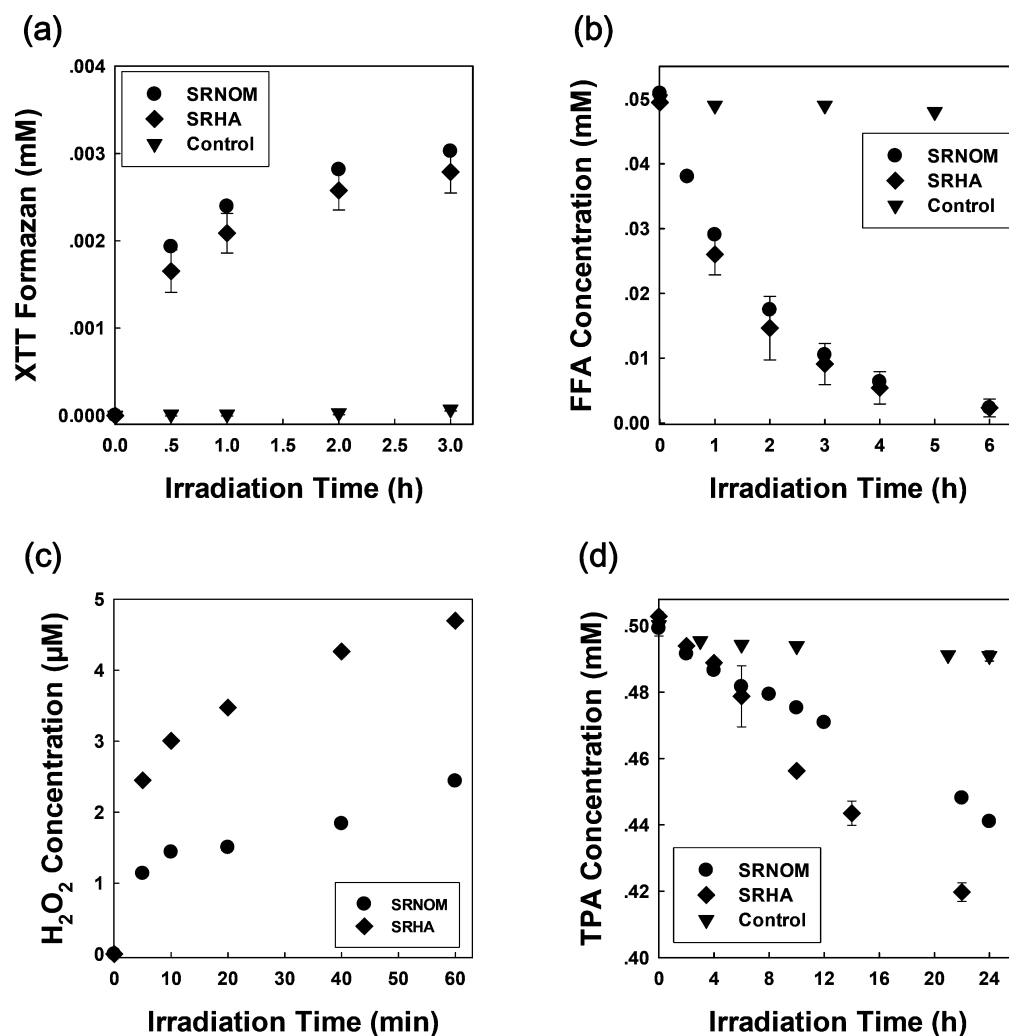 (a)
XTT Formazan (mM)
.004
.003
.002
.001
0.000
SRNOM
SRHA
Control
0.0 .5 1.0 1.5 2.0 2.5 3.0
Irradiation Time (h)
(b)
FFA Concentration (mM)
.05
.04
.03
.02
.01
0.00
SRNOM
SRHA
Control
0 1 2 3 4 5 6
Irradiation Time (h)
(c)
H₂O₂ Concentration (µM)
5
4
3
2
1
0
SRNOM
SRHA
0 10 20 30 40 50 60
Irradiation Time (min)
(d)
TPA Concentration (mM)
.50
.48
.46
.44
.42
.40
SRNOM
SRHA
Control
0 4 8 12 16 20 24
Irradiation Time (h)